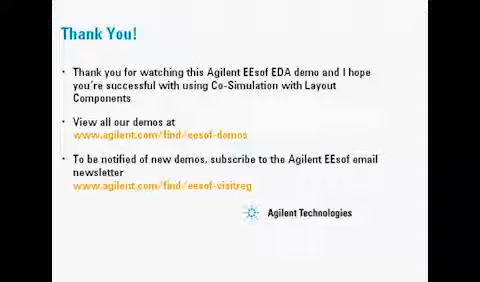 Thank You!
• Thank you for watching this Agilent EEsof EDA demo and I hope
you're successful with using Co-Simulation with Layout
Components
• View all our demos at
www.agilent.com/find/eesof-demos
• To be notified of new demos, subscribe to the Agilent EEsof email
newsletter
www.agilent.com/find/eesof-visitreg
Agilent Technologies